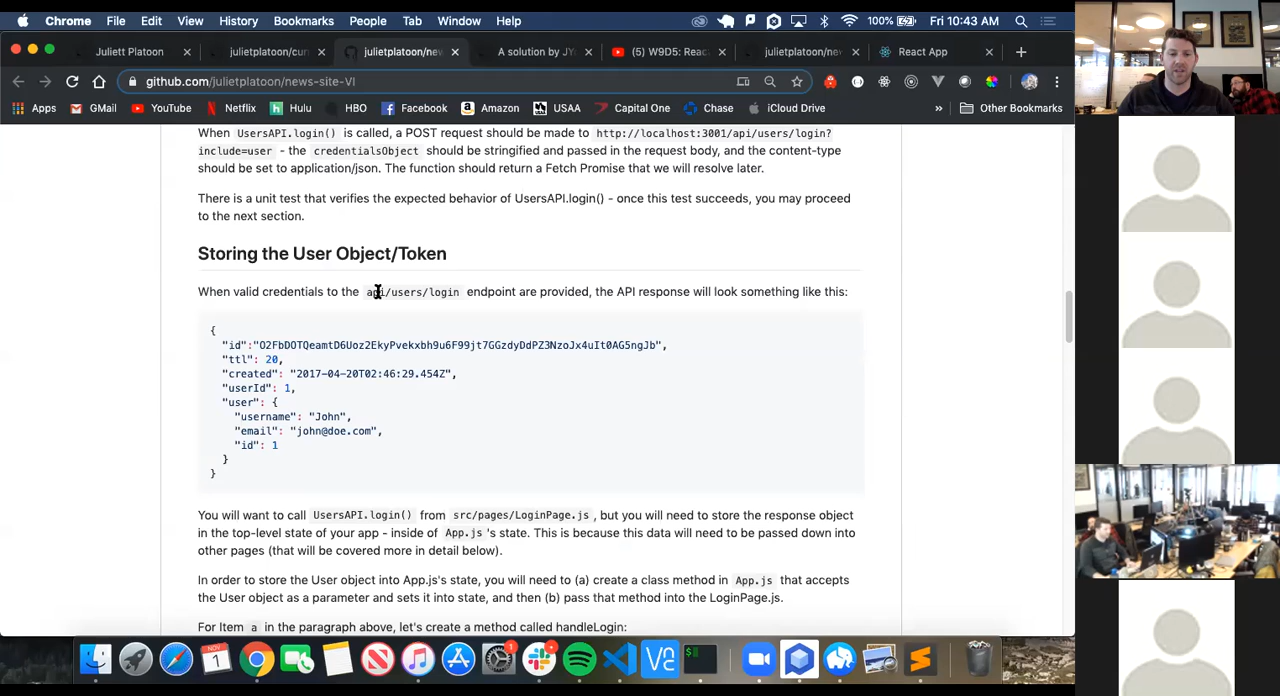 Chrome File Edit View History Bookmarks People Tab Window Help 100% Fri 10:43 AM
Juliett Platoon julietplatoon/cur julietplatoon/nev A solution by JY (5) W9D5: Rea julietplatoon/nev React App
github.com/julietplatoon/news-site-VI
Apps GMail YouTube Netflix Hulu HBO Facebook Amazon USAA Capital One Chase iCloud Drive » Other Bookmarks
When UsersAPI.login() is called, a POST request should be made to http://localhost:3001/api/users/login?
include=user - the credentialsObject should be stringified and passed in the request body, and the content-type
should be set to application/json. The function should return a Fetch Promise that we will resolve later.
There is a unit test that verifies the expected behavior of UsersAPI.login() - once this test succeeds, you may proceed
to the next section.
Storing the User Object/Token
When valid credentials to the api/users/login endpoint are provided, the API response will look something like this:
{
"id":"O2FbDOTQeamtD6Uoz2EkyPvekxbh9u6F99jt7GGzdyDdPZ3NzoJx4uIt0AG5ngJb",
"ttl": 20,
"created": "2017-04-20T02:46:29.454Z",
"userId": 1,
"user": {
"username": "John",
"email": "john@doe.com",
"id": 1
}
}
You will want to call UsersAPI.login() from src/pages/LoginPage.js, but you will need to store the response object
in the top-level state of your app - inside of App.js's state. This is because this data will need to be passed down into
other pages (that will be covered more in detail below).
In order to store the User object into App.js's state, you will need to (a) create a class method in App.js that accepts
the User object as a parameter and sets it into state, and then (b) pass that method into the LoginPage.js.
For Item a in the paragraph above, let's create a method called handleLogin:
NOV
1
1